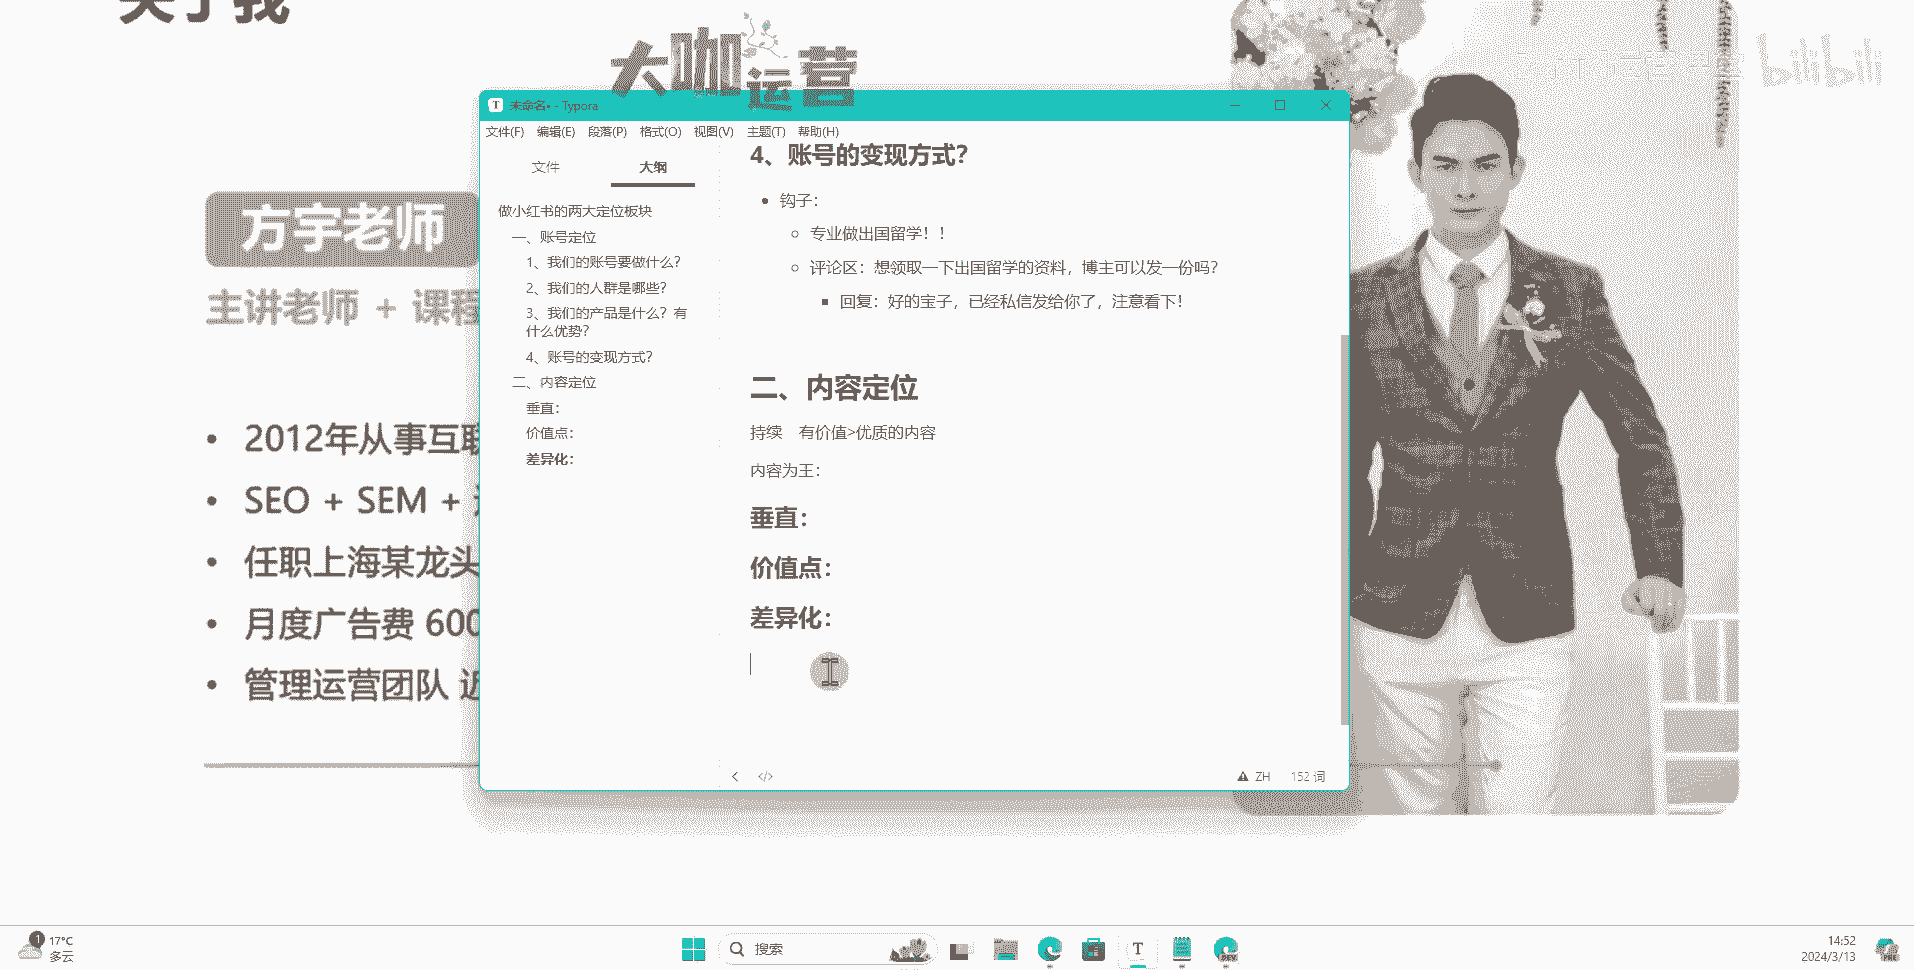 关于我
大咖运营
bilibili
未命名• - Typora
文件(F) 编辑(E) 段落(P) 格式(O) 视图(V) 主题(T) 帮助(H)
文件 大纲
做小红书的两大定位板块
一、账号定位
1、我们的账号要做什么？
2、我们的人群是哪些？
3、我们的产品是什么？有
什么优势？
4、账号的变现方式？
二、内容定位
垂直：
价值点：
差异化：
4、账号的变现方式？
钩子：
专业做出国留学！！
评论区：想领取一下出国留学的资料，博主可以发一份吗？
回复：好的宝子，已经私信发给你了，注意看下！
二、内容定位
持续 有价值>优质的内容
内容为王：
垂直：
价值点：
差异化：
ZH 152 词
方宇老师
主讲老师 + 课程
2012年从事互联
SEO + SEM +
任职上海某龙头
月度广告费 600
管理运营团队 近
1
17°C
多云
搜索
T
DEV
14:52
2024/3/13
PRE